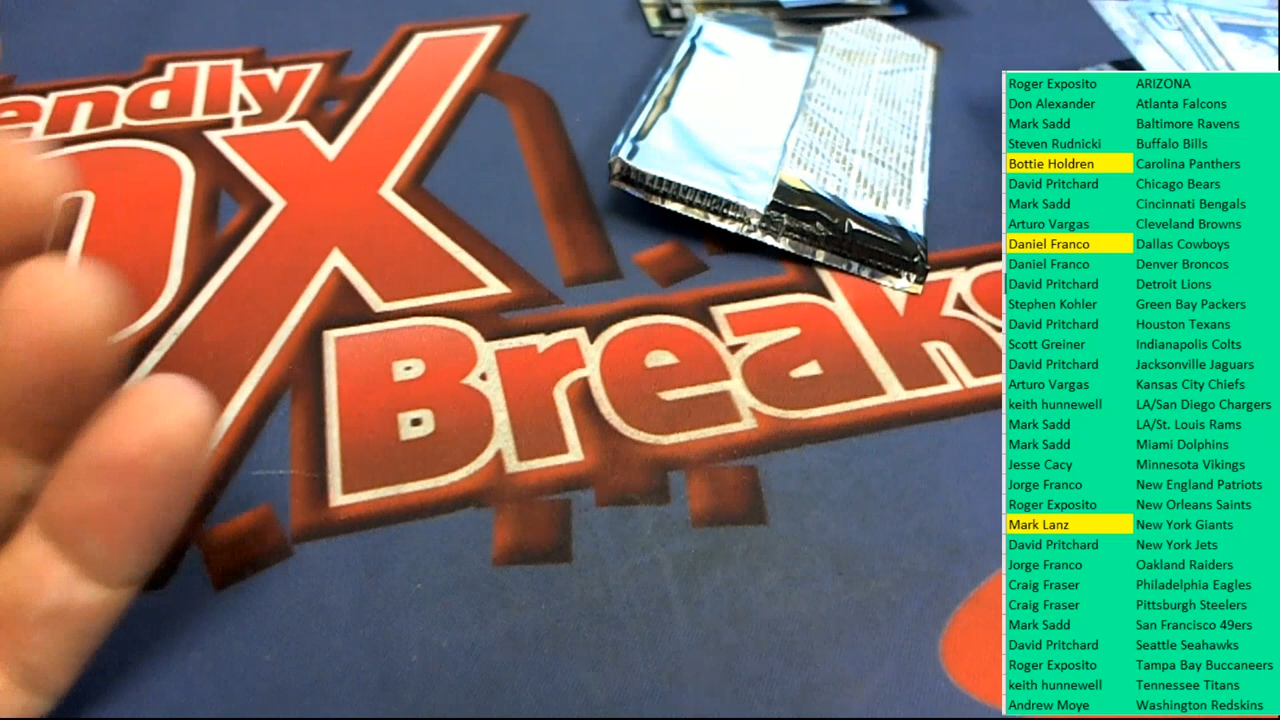 endly
Breaks
Roger Exposito ARIZONA
Don Alexander Atlanta Falcons
Mark Sadd Baltimore Ravens
Steven Rudnicki Buffalo Bills
Bottie Holdren Carolina Panthers
David Pritchard Chicago Bears
Mark Sadd Cincinnati Bengals
Arturo Vargas Cleveland Browns
Daniel Franco Dallas Cowboys
Daniel Franco Denver Broncos
David Pritchard Detroit Lions
Stephen Kohler Green Bay Packers
David Pritchard Houston Texans
Scott Greiner Indianapolis Colts
David Pritchard Jacksonville Jaguars
Arturo Vargas Kansas City Chiefs
keith hunnewell LA/San Diego Chargers
Mark Sadd LA/St. Louis Rams
Mark Sadd Miami Dolphins
Jesse Cacy Minnesota Vikings
Jorge Franco New England Patriots
Roger Exposito New Orleans Saints
Mark Lanz New York Giants
David Pritchard New York Jets
Jorge Franco Oakland Raiders
Craig Fraser Philadelphia Eagles
Craig Fraser Pittsburgh Steelers
Mark Sadd San Francisco 49ers
David Pritchard Seattle Seahawks
Roger Exposito Tampa Bay Buccaneers
keith hunnewell Tennessee Titans
Andrew Moye Washington Redskins